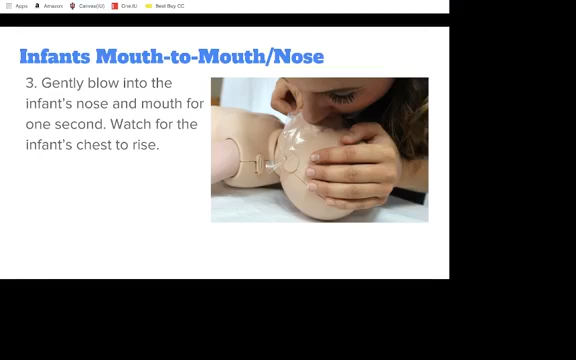 Apps Amazon Canvas(IU) One.IU Best Buy CC
Infants Mouth-to-Mouth/Nose
3. Gently blow into the
infant's nose and mouth for
one second. Watch for the
infant's chest to rise.